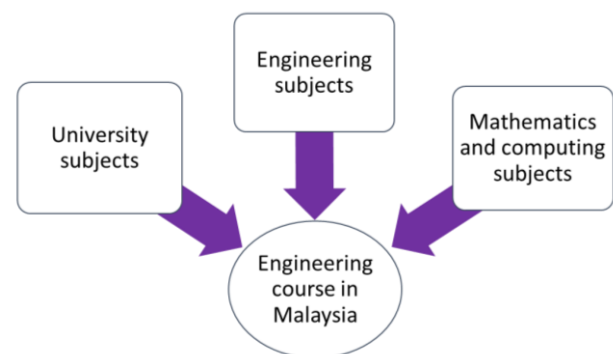 University
subjects
Engineering
subjects
Mathematics
and computing
subjects
Engineering
course in
Malaysia